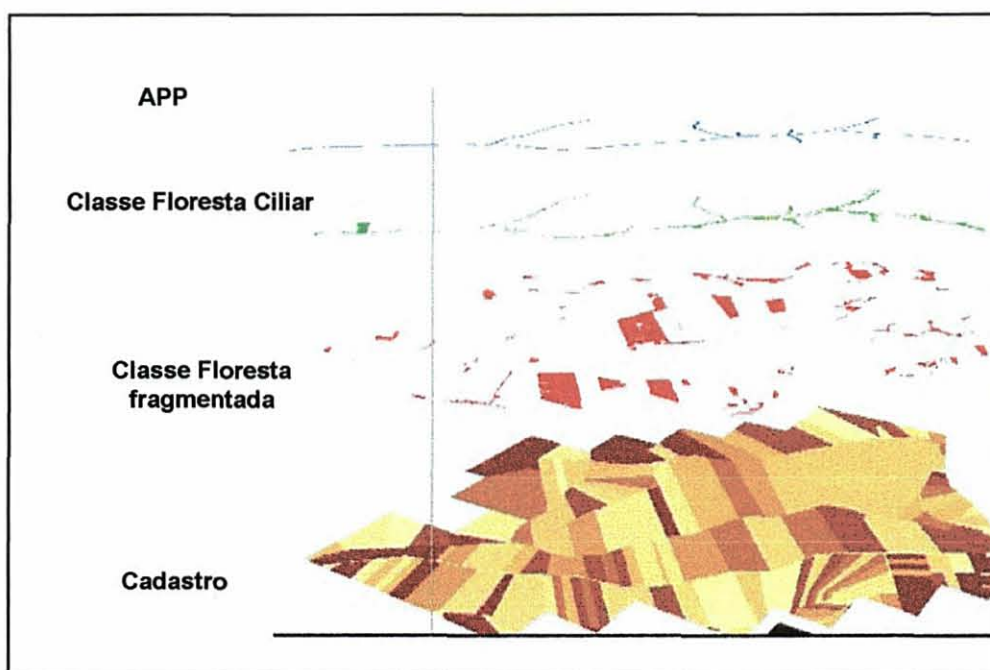 APP
Classe Floresta Ciliar
Classe Floresta
fragmentada
Cadastro